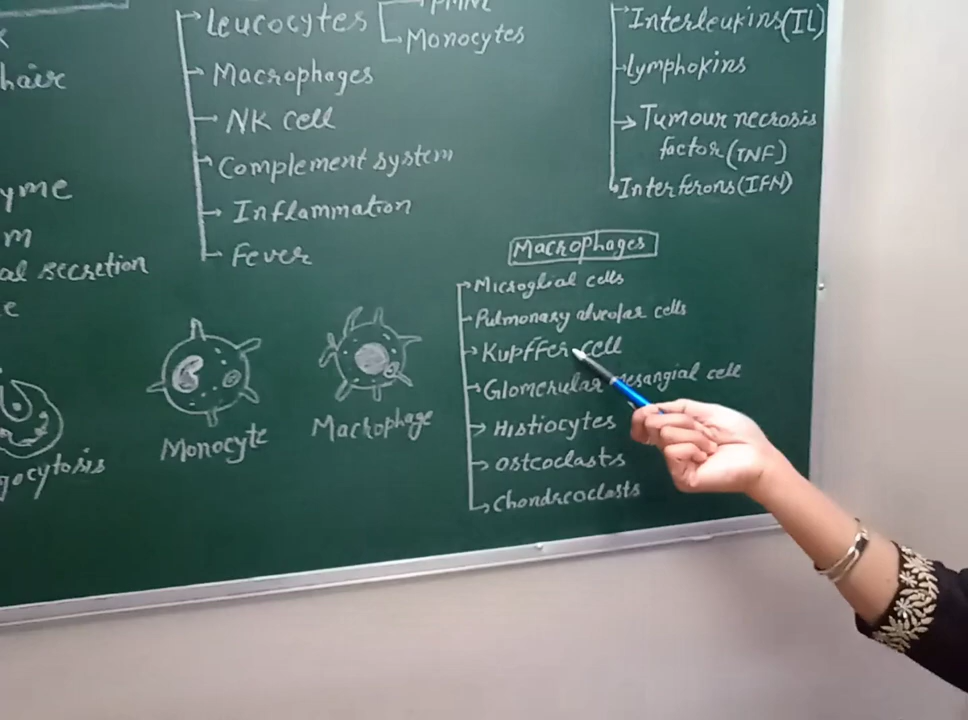 hair
yme
m
al secretion
e
gocytosis
Leucocytes
PMNL
Monocytes
Macrophages
NK cell
Complement system
Inflammation
Fever
Monocyte
Macrophage
Interleukins(IL)
Lymphokins
Tumour necrosis
factor(TNF)
Interferons(IFN)
Macrophages
Microglial cells
Pulmonary alveolar cells
Kupffer cell
Glomerular mesangial cell
Histiocytes
Osteoclasts
Chondroclasts